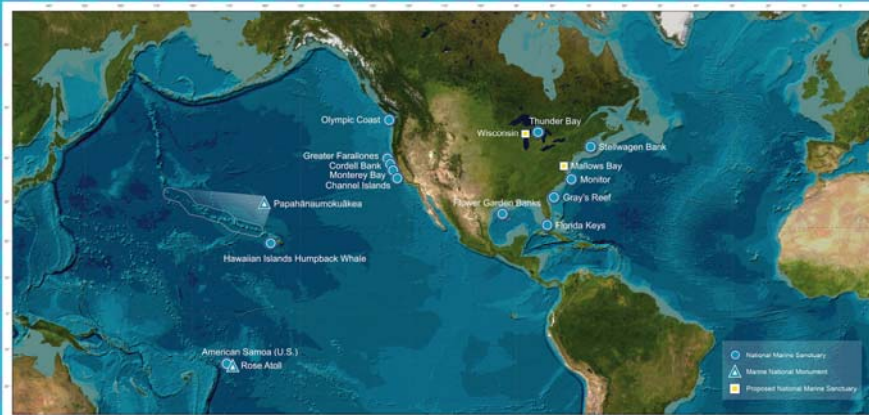 Olympic Coast
Thunder Bay
Wisconsin
Stellwagen Bank
Greater Farallones
Cordell Bank
Monterey Bay
Channel Islands
Mallows Bay
Monitor
Papahānaumokuākea
Flower Garden Banks
Gray's Reef
Florida Keys
Hawaiian Islands Humpback Whale
American Samoa (U.S.)
Rose Atoll
National Marine Sanctuary
Marine National Monument
Proposed National Marine Sanctuary